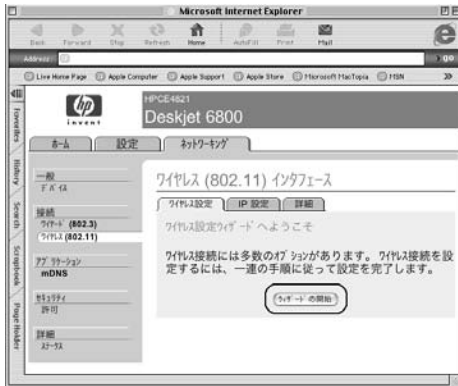 Microsoft Internet Explorer
Back Forward Stop Refresh Home AutoFill Print Mail
Address
go
Live Home Page Apple Computer Apple Support Apple Store Microsoft MacTopia MSN
Favorites
History
Search
Scrapbook
Page Holder
hp
invent
HPCE4821
Deskjet 6800
ホーム 設定 ネットワーキング
一般
接続
ワイヤード (802.3)
ワイヤレス (802.11)
アプリケーション
mDNS
セキュリティ
許可
詳細
ステータス
ワイヤレス (802.11) インタフェース
ワイヤレス設定 IP 設定 詳細
ワイヤレス設定ウィザードへようこそ
ワイヤレス接続には多数のオプションがあります。 ワイヤレス接続を設
定するには、一連の手順に従って設定を完了します。
ウィザードの開始